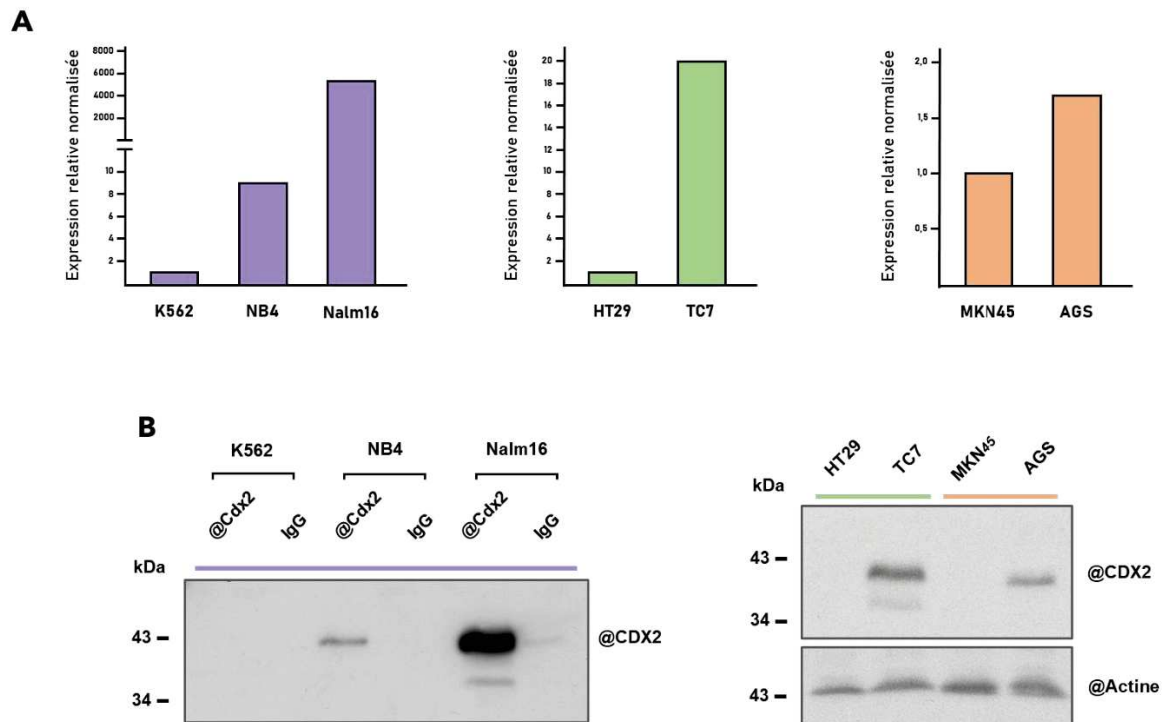 A
Expression relative normalisée
8000
6000
4000
2000
10
8
6
4
2
K562 NB4 Nalm16
Expression relative normalisée
20
18
16
14
12
10
8
6
4
2
HT29 TC7
Expression relative normalisée
2,0
1,5
1,0
0,5
MKN45 AGS
B
K562 NB4 Nalm16
@Cdx2 IgG @Cdx2 IgG @Cdx2 IgG
kDa
43
34
@CDX2
HT29 TC7 MKN45 AGS
kDa
43
34
@CDX2
43
@Actine